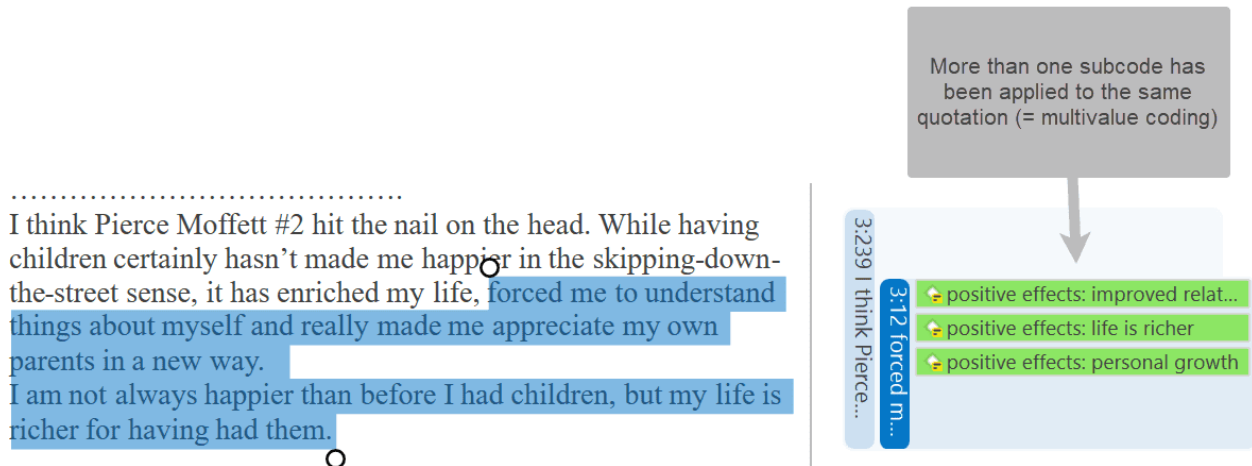 More than one subcode has
been applied to the same
quotation (= multivalue coding)
…………………………………….
I think Pierce Moffett #2 hit the nail on the head. While having
children certainly hasn’t made me happier in the skipping-down-
the-street sense, it has enriched my life, forced me to understand
things about myself and really made me appreciate my own
parents in a new way.
I am not always happier than before I had children, but my life is
richer for having had them.
3:239 I think Pierce...
3:12 forced m...
positive effects: improved relat...
positive effects: life is richer
positive effects: personal growth